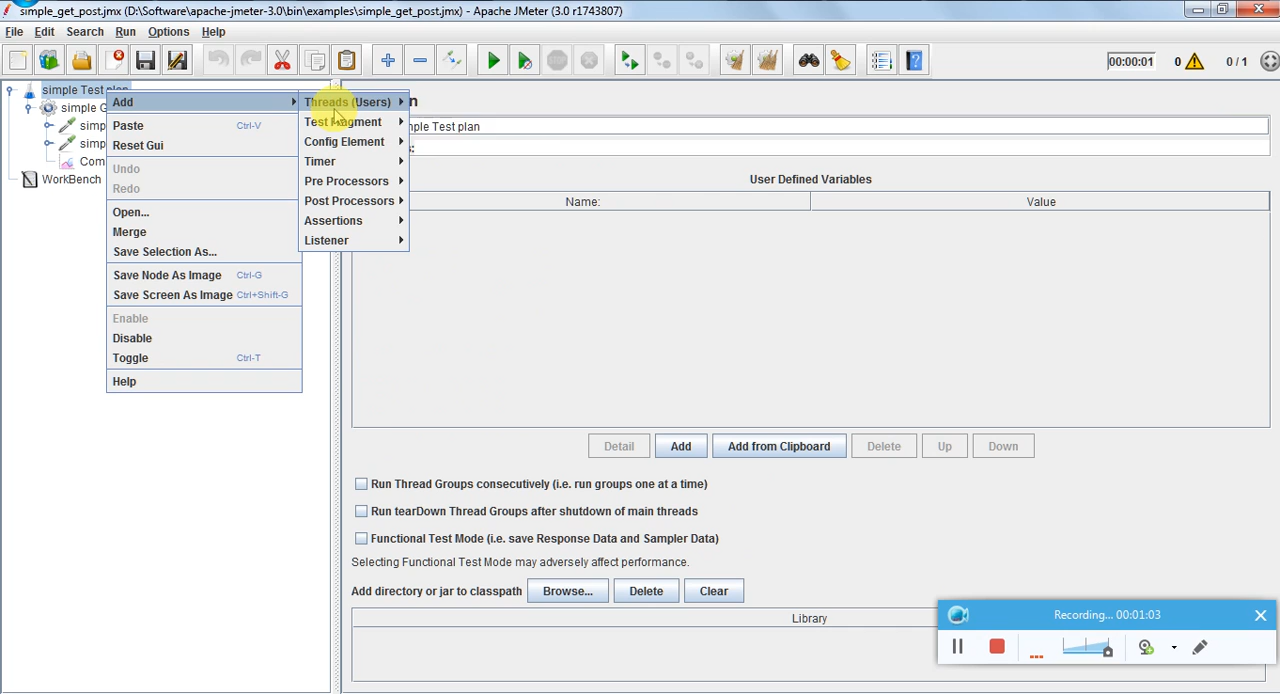 simple_get_post.jmx (D:\Software\apache-jmeter-3.0\bin\examples\simple_get_post.jmx) - Apache JMeter (3.0 r1743807)
File Edit Search Run Options Help
00:00:01 0 0 / 1
simple Test plan
simple G
simp
simp
Com
WorkBench
Add
Paste Ctrl-V
Reset Gui
Undo
Redo
Open...
Merge
Save Selection As...
Save Node As Image Ctrl-G
Save Screen As Image Ctrl+Shift-G
Enable
Disable
Toggle Ctrl-T
Help
Threads (Users)
Test Fragment
Config Element
Timer
Pre Processors
Post Processors
Assertions
Listener
n
mple Test plan
s:
User Defined Variables
Name: Value
Detail Add Add from Clipboard Delete Up Down
Run Thread Groups consecutively (i.e. run groups one at a time)
Run tearDown Thread Groups after shutdown of main threads
Functional Test Mode (i.e. save Response Data and Sampler Data)
Selecting Functional Test Mode may adversely affect performance.
Add directory or jar to classpath Browse... Delete Clear
Library
Recording... 00:01:03